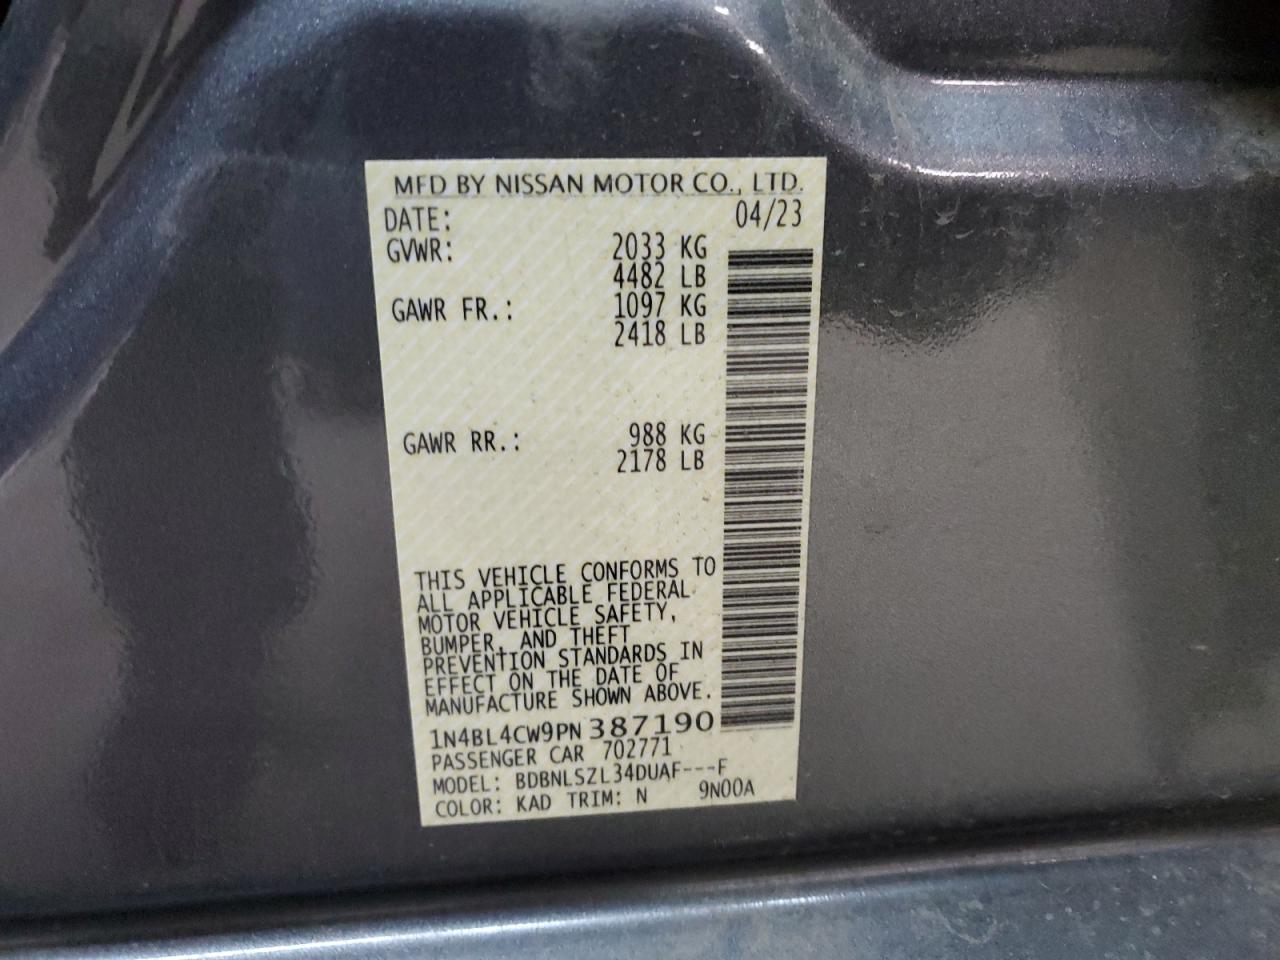 MFD BY NISSAN MOTOR CO., LTD.
DATE: 04/23
GVWR: 2033 KG
4482 LB
GAWR FR.: 1097 KG
2418 LB
GAWR RR.: 988 KG
2178 LB
THIS VEHICLE CONFORMS TO
ALL APPLICABLE FEDERAL
MOTOR VEHICLE SAFETY,
BUMPER, AND THEFT
PREVENTION STANDARDS IN
EFFECT ON THE DATE OF
MANUFACTURE SHOWN ABOVE.
1N4BL4CW9PN387190
PASSENGER CAR 702771
MODEL: BDBNLSZL34DUAF---F
COLOR: KAD TRIM: N 9N00A